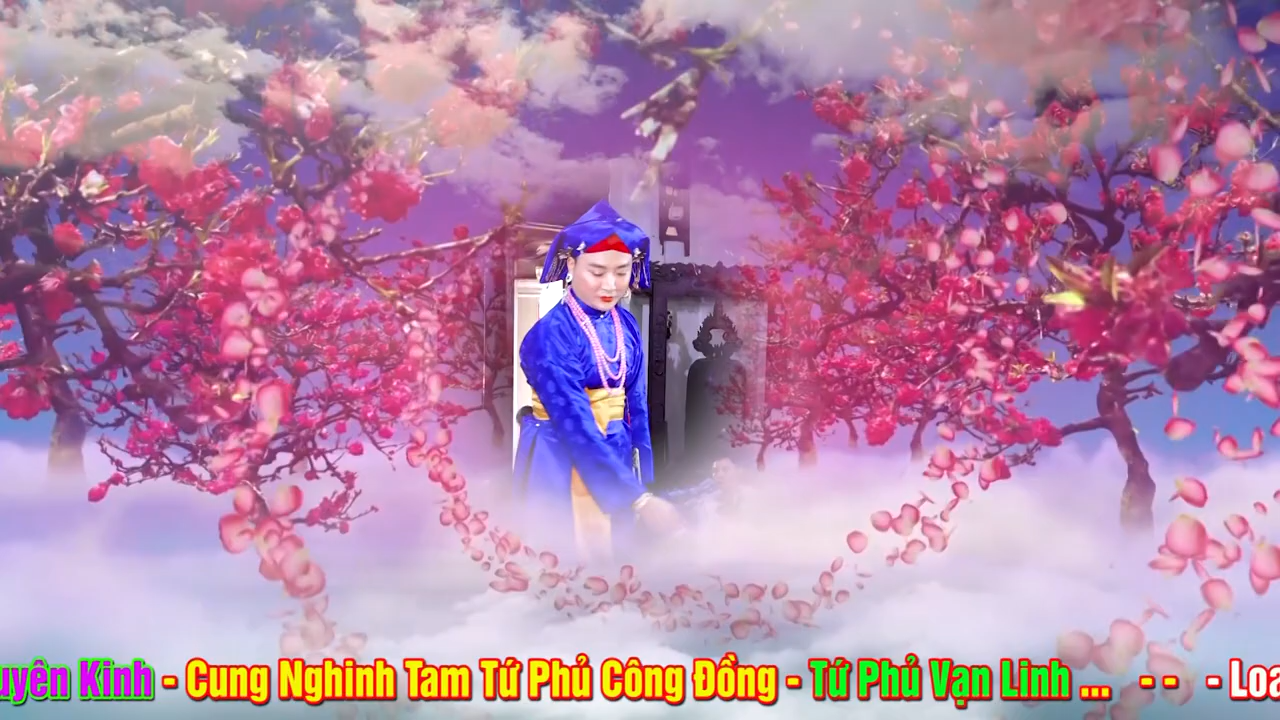 uyên Kinh - Cung Nghinh Tam Tứ Phủ Công Đồng - Tứ Phủ Vạn Linh ... - - - Loa